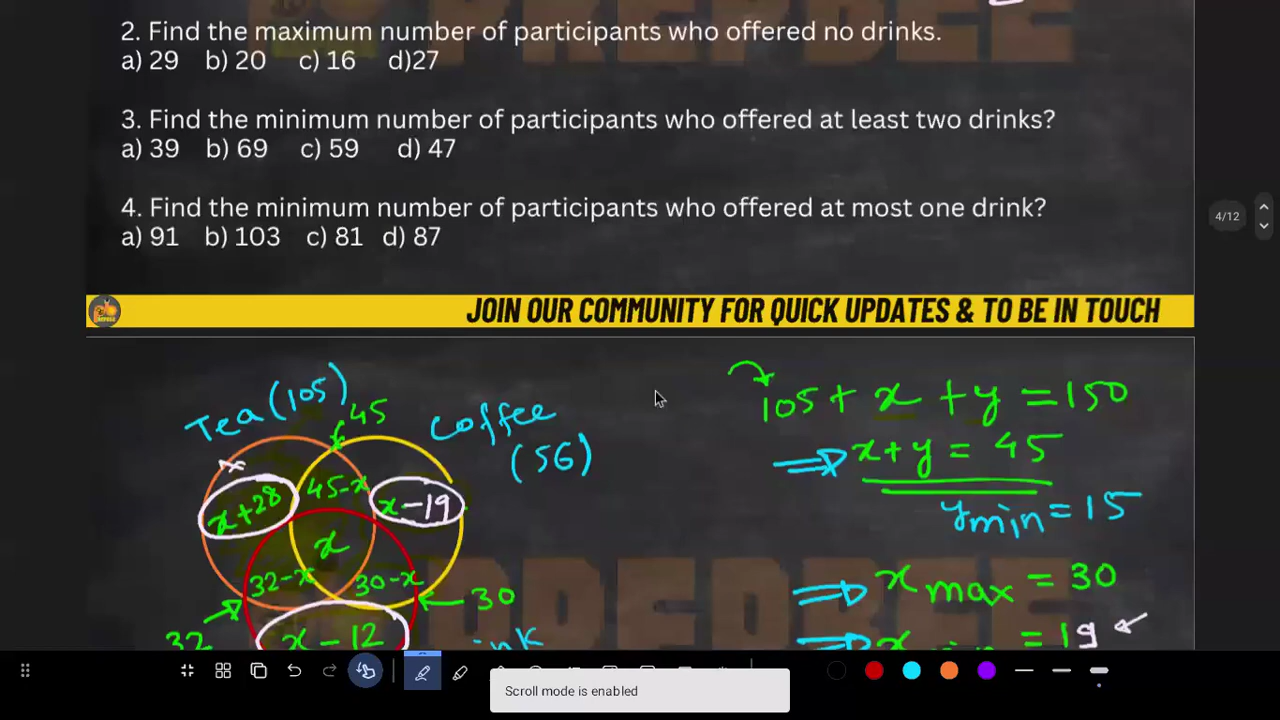 2. Find the maximum number of participants who offered no drinks.
a) 29 b) 20 c) 16 d)27
3. Find the minimum number of participants who offered at least two drinks?
a) 39 b) 69 c) 59 d) 47
4. Find the minimum number of participants who offered at most one drink?
a) 91 b) 103 c) 81 d) 87
4/12
JOIN OUR COMMUNITY FOR QUICK UPDATES & TO BE IN TOUCH
Tea (105)
45
Coffee
(56)
x+28
45-x
x-19
x
32-x
30-x
30
32
x-12
105 + x + y = 150
x+y = 45
ymin = 15
xmax = 30
= 19
Scroll mode is enabled